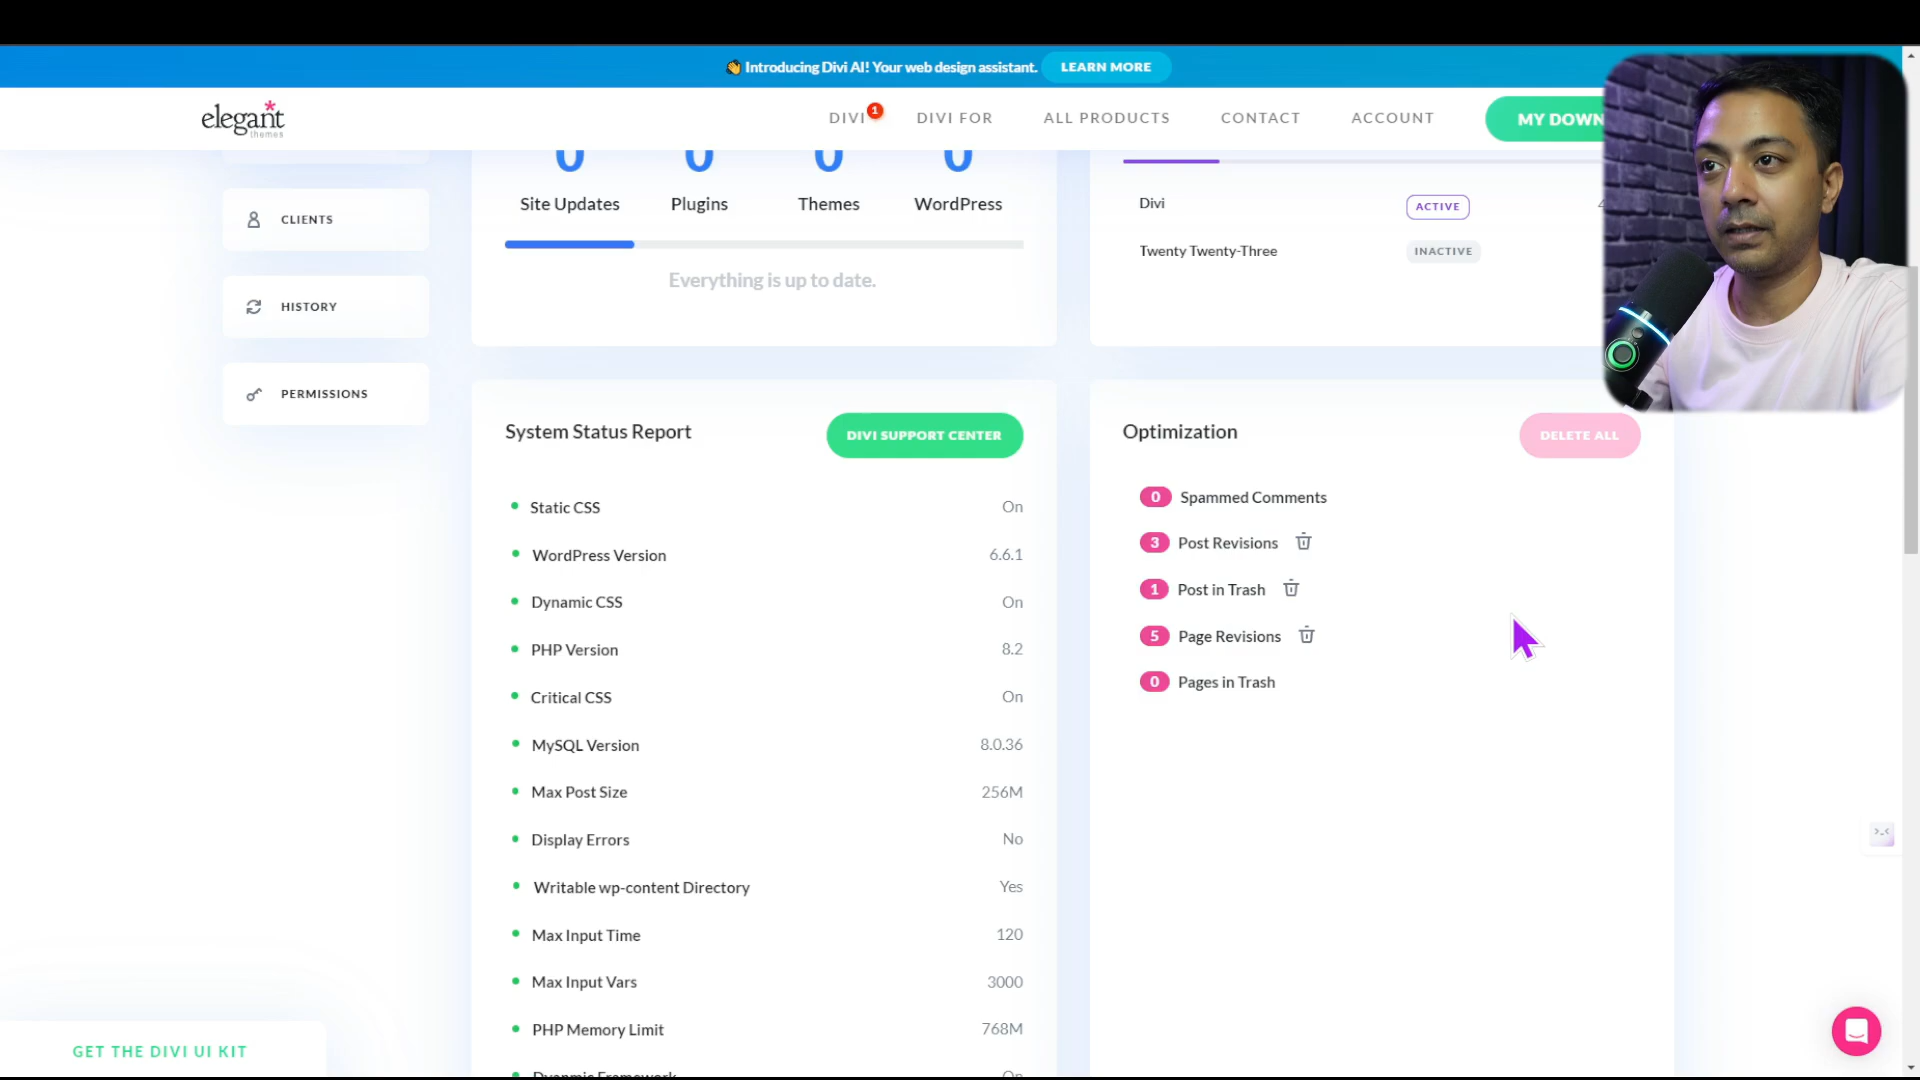 👋 Introducing Divi AI! Your web design assistant. LEARN MORE
elegant themes
DIVI 1 DIVI FOR ALL PRODUCTS CONTACT ACCOUNT MY DOWN
CLIENTS
HISTORY
PERMISSIONS
0 0 0 0
Site Updates Plugins Themes WordPress
Everything is up to date.
Divi ACTIVE
Twenty Twenty-Three INACTIVE
System Status Report DIVI SUPPORT CENTER
Static CSS On
WordPress Version 6.6.1
Dynamic CSS On
PHP Version 8.2
Critical CSS On
MySQL Version 8.0.36
Max Post Size 256M
Display Errors No
Writable wp-content Directory Yes
Max Input Time 120
Max Input Vars 3000
PHP Memory Limit 768M
Optimization DELETE ALL
0 Spammed Comments
3 Post Revisions
1 Post in Trash
5 Page Revisions
0 Pages in Trash
GET THE DIVI UI KIT